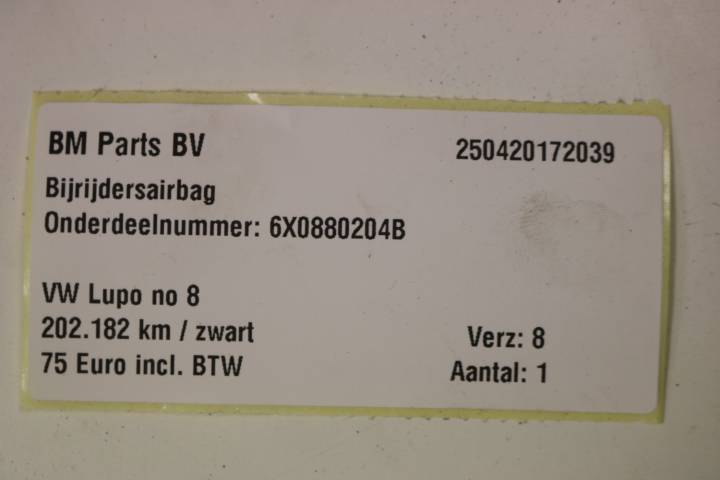 BM Parts BV 250420172039
Bijrijdersairbag
Onderdeelnummer: 6X0880204B
VW Lupo no 8
202.182 km / zwart Verz: 8
75 Euro incl. BTW Aantal: 1